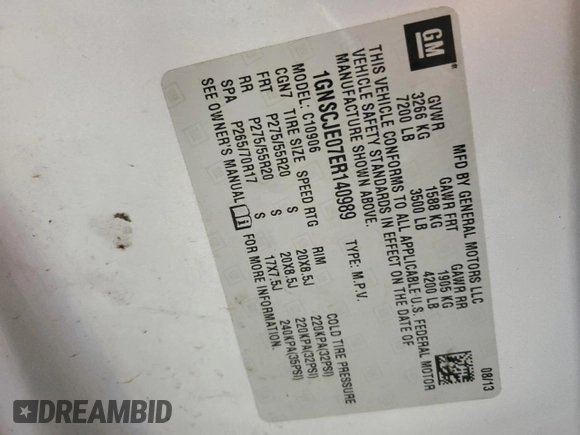 GM
MFD BY GENERAL MOTORS LLC 08/13
GVWR GAWR FRT GAWR RR
3266 KG 1588 KG 1905 KG
7200 LB 3500 LB 4200 LB
THIS VEHICLE CONFORMS TO ALL APPLICABLE U.S. FEDERAL MOTOR
VEHICLE SAFETY STANDARDS IN EFFECT ON THE DATE OF
MANUFACTURE SHOWN ABOVE.
1GNSCJE07ER140989 TYPE: M.P.V.
MODEL: C10906
CGN7 TIRE SIZE SPEED RTG RIM COLD TIRE PRESSURE
FRT P275/55R20 S 20X8.5J 220KPA(32PSI)
RR P275/55R20 S 20X8.5J 220KPA(32PSI)
SPA P265/70R17 17X7.5J 240KPA(35PSI)
SEE OWNER'S MANUAL FOR MORE INFORMATION.
DREAMBID